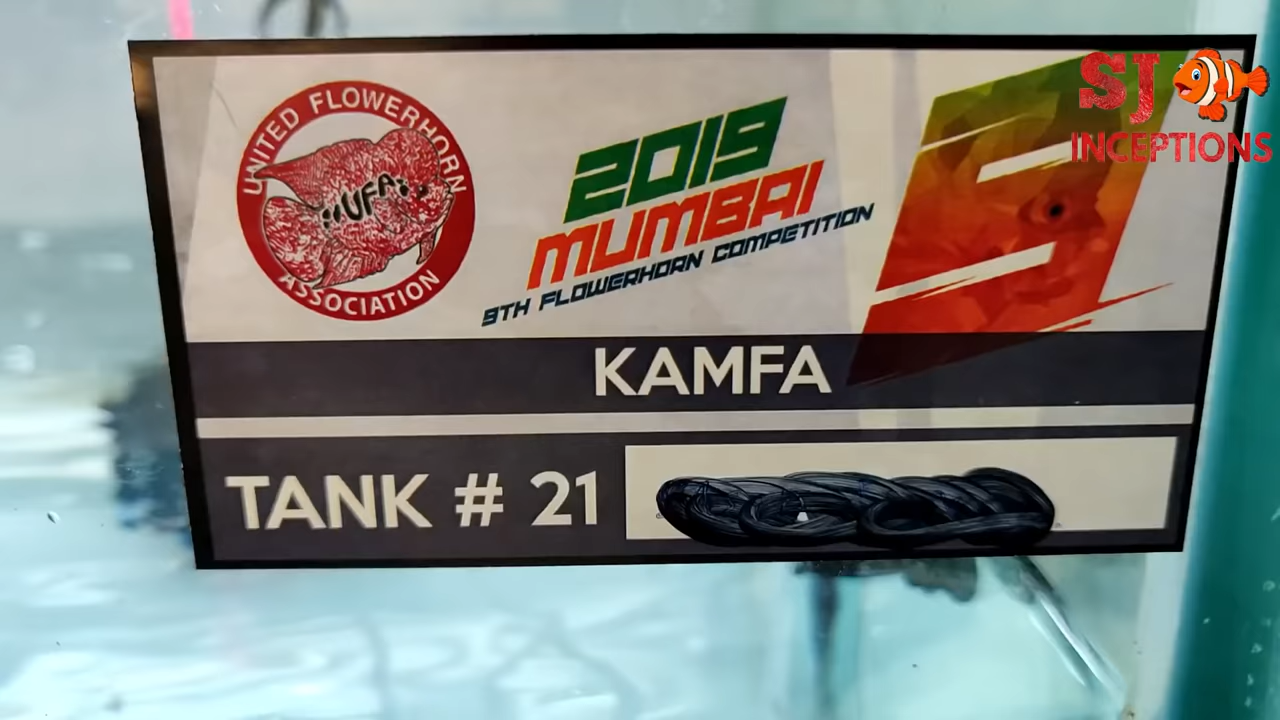 UNITED FLOWERHORN
UFA
ASSOCIATION
2019
MUMBAI
9TH FLOWERHORN COMPETITION
9
SJ
INCEPTIONS
KAMFA
TANK # 21